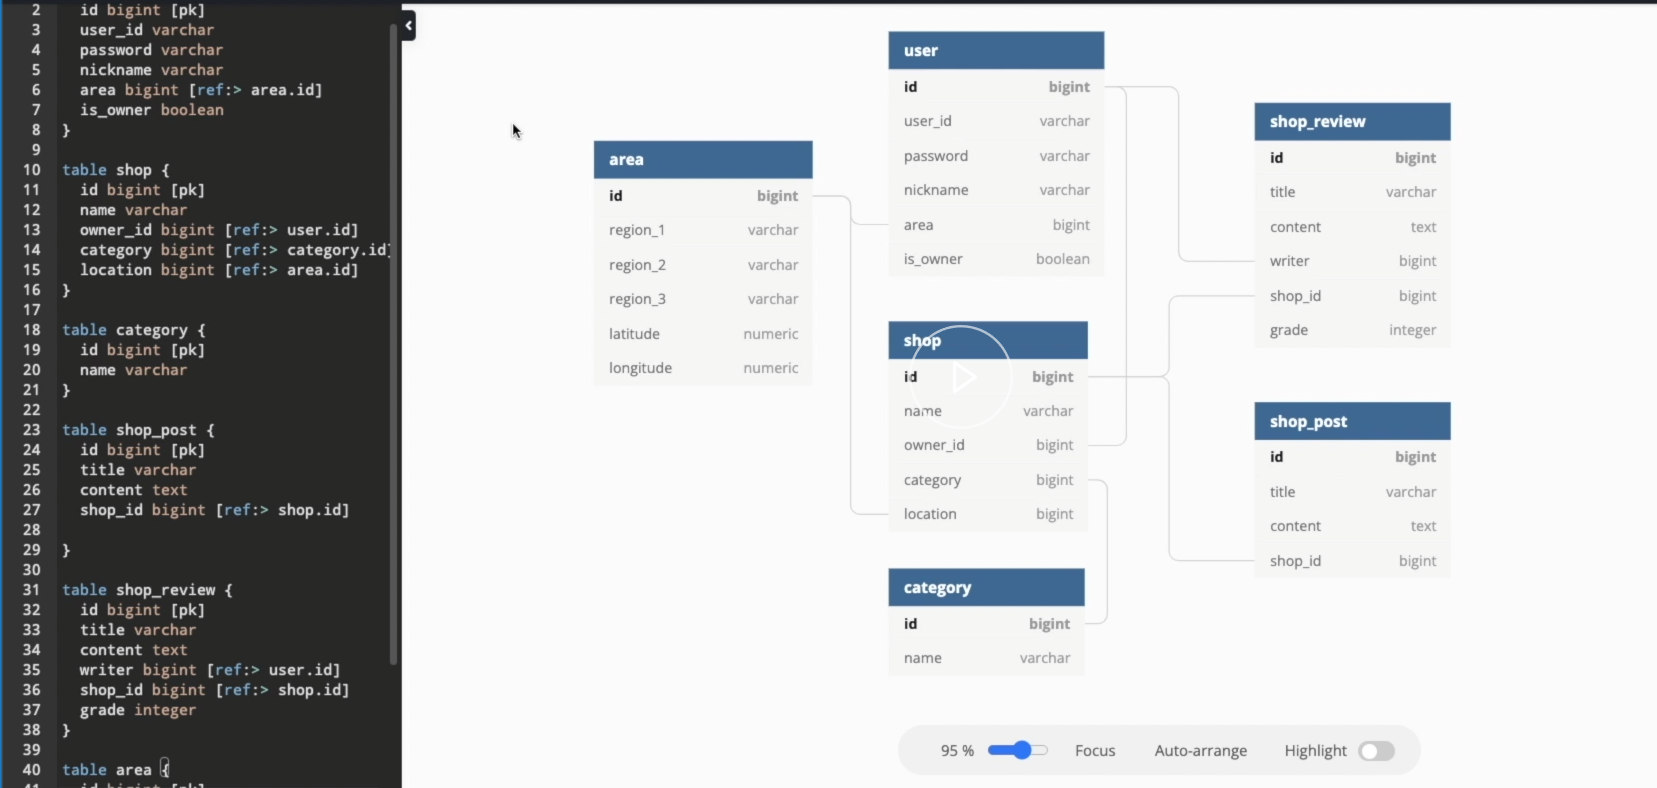 2 id bigint [pk]
3 user_id varchar
4 password varchar
5 nickname varchar
6 area bigint [ref:> area.id]
7 is_owner boolean
8 }
9
10 table shop {
11 id bigint [pk]
12 name varchar
13 owner_id bigint [ref:> user.id]
14 category bigint [ref:> category.id]
15 location bigint [ref:> area.id]
16 }
17
18 table category {
19 id bigint [pk]
20 name varchar
21 }
22
23 table shop_post {
24 id bigint [pk]
25 title varchar
26 content text
27 shop_id bigint [ref:> shop.id]
28
29 }
30
31 table shop_review {
32 id bigint [pk]
33 title varchar
34 content text
35 writer bigint [ref:> user.id]
36 shop_id bigint [ref:> shop.id]
37 grade integer
38 }
39
40 table area {
41 id bigint [pk]
area
id bigint
region_1 varchar
region_2 varchar
region_3 varchar
latitude numeric
longitude numeric
user
id bigint
user_id varchar
password varchar
nickname varchar
area bigint
is_owner boolean
shop
id bigint
name varchar
owner_id bigint
category bigint
location bigint
category
id bigint
name varchar
shop_review
id bigint
title varchar
content text
writer bigint
shop_id bigint
grade integer
shop_post
id bigint
title varchar
content text
shop_id bigint
95 % Focus Auto-arrange Highlight